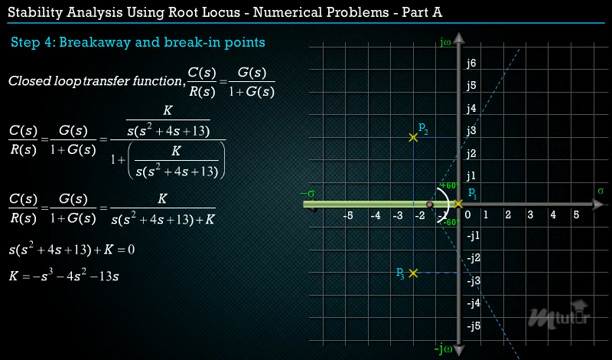 Stability Analysis Using Root Locus - Numerical Problems - Part A
Step 4: Breakaway and break-in points
Closed loop transfer function, C(s)/R(s) = G(s)/1+G(s)
C(s)/R(s) = G(s)/1+G(s) = K/s(s²+4s+13) / 1+(K/s(s²+4s+13))
C(s)/R(s) = G(s)/1+G(s) = K/s(s²+4s+13)+K
s(s²+4s+13)+K=0
K=-s³-4s²-13s
jω
j6
j5
j4
p₂
j3
j2
j1
+60°
p₁
-σ
σ
-5 -4 -3 -2 -1 0 1 2 3 4 5 6
-60°
-j1
-j2
p₃
-j3
-j4
-j5
-jω
mtutor